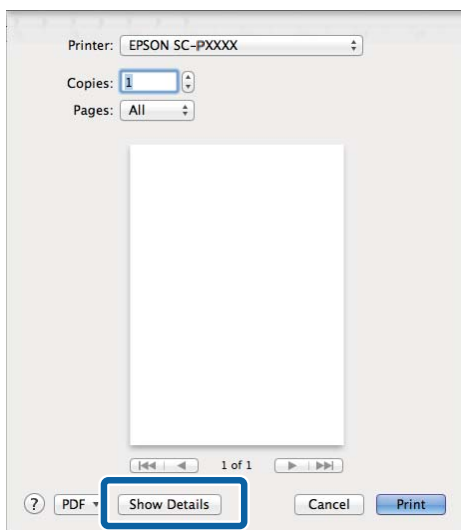 Printer: EPSON SC-PXXXX
Copies: 1
Pages: All
1 of 1
? PDF Show Details Cancel Print